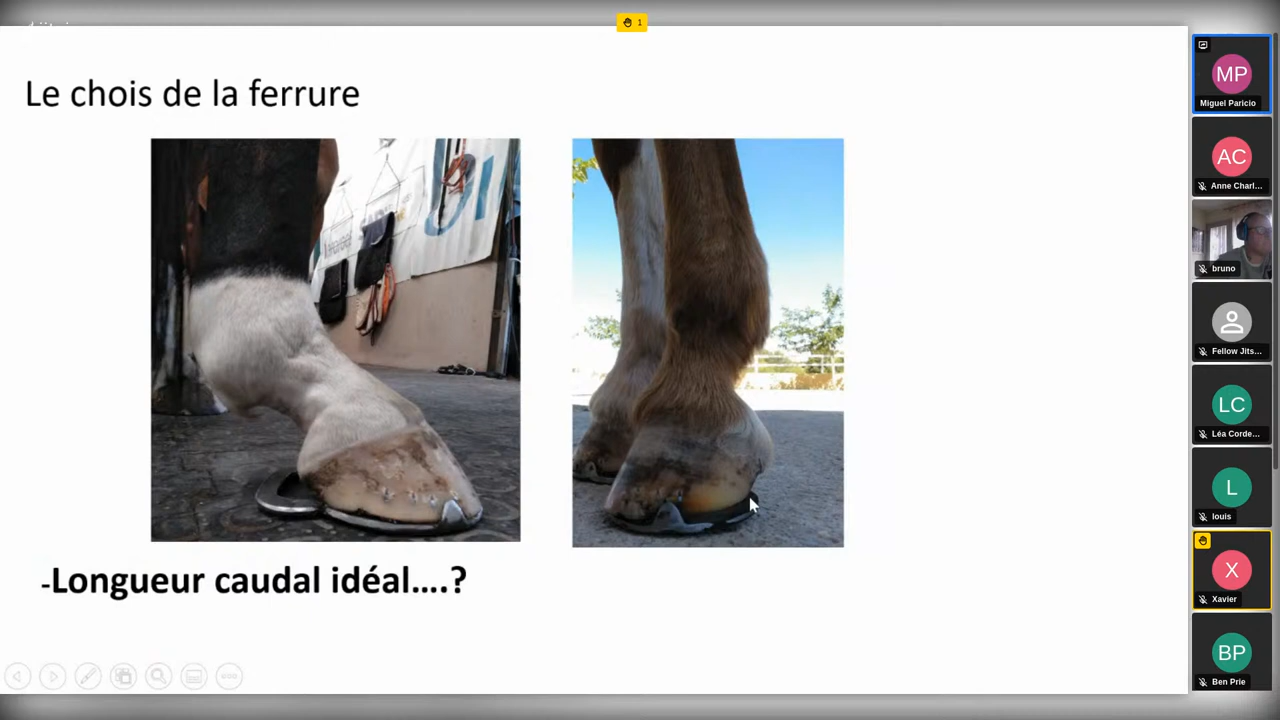 1
Le chois de la ferrure
-Longueur caudal idéal....?
MP
Miguel Paricio
AC
Anne Charl...
bruno
Fellow Jits...
LC
Léa Corde...
L
louis
X
Xavier
BP
Ben Prie